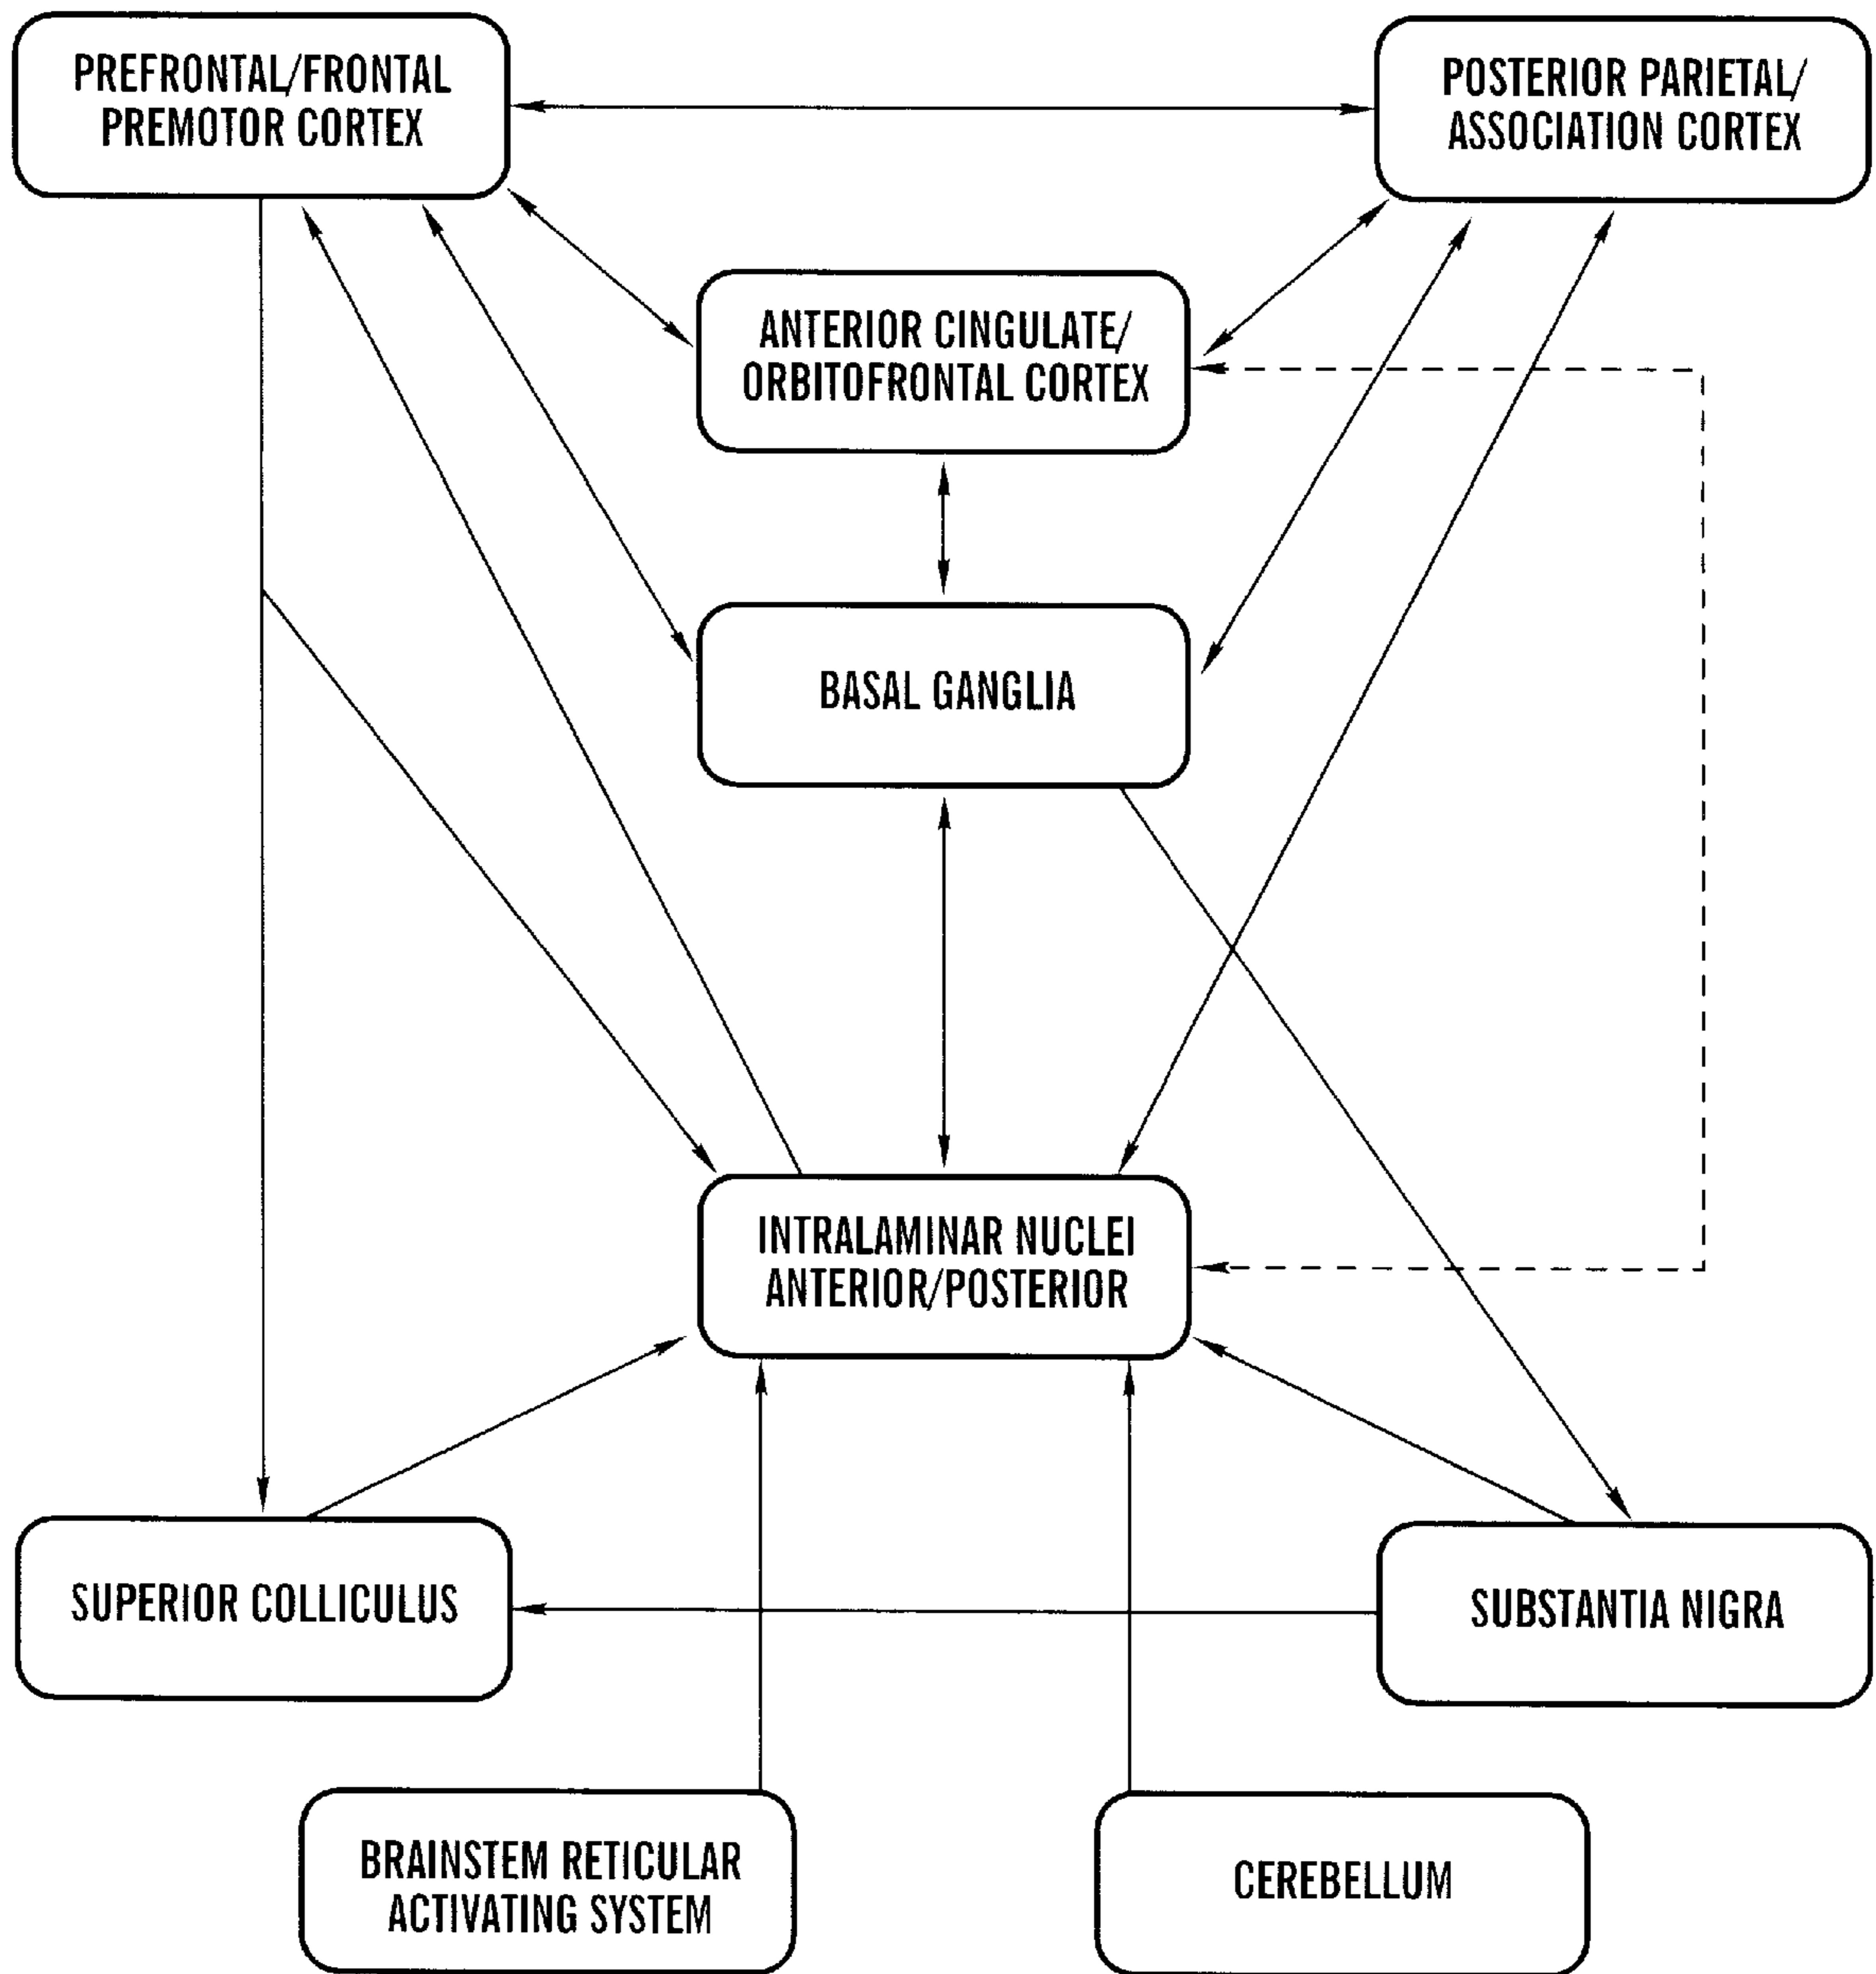 PREFRONTAL/FRONTAL
PREMOTOR CORTEX
POSTERIOR PARIETAL/
ASSOCIATION CORTEX
ANTERIOR CINGULATE/
ORBITOFRONTAL CORTEX
BASAL GANGLIA
INTRALAMINAR NUCLEI
ANTERIOR/POSTERIOR
SUPERIOR COLLICULUS
SUBSTANTIA NIGRA
BRAINSTEM RETICULAR
ACTIVATING SYSTEM
CEREBELLUM